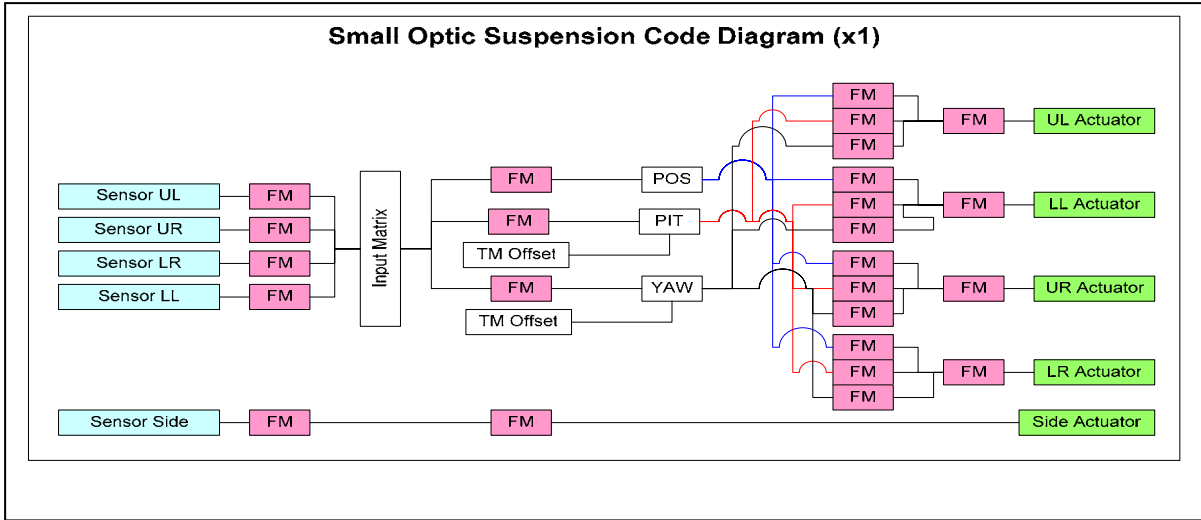 Small Optic Suspension Code Diagram (x1)
FM
FM
FM
FM
UL Actuator
Sensor UL
FM
Input Matrix
FM
POS
FM
FM
FM
FM
LL Actuator
Sensor UR
FM
FM
PIT
TM Offset
Sensor LR
FM
Sensor LL
FM
FM
YAW
TM Offset
FM
FM
FM
FM
UR Actuator
FM
FM
FM
FM
LR Actuator
Sensor Side
FM
FM
Side Actuator